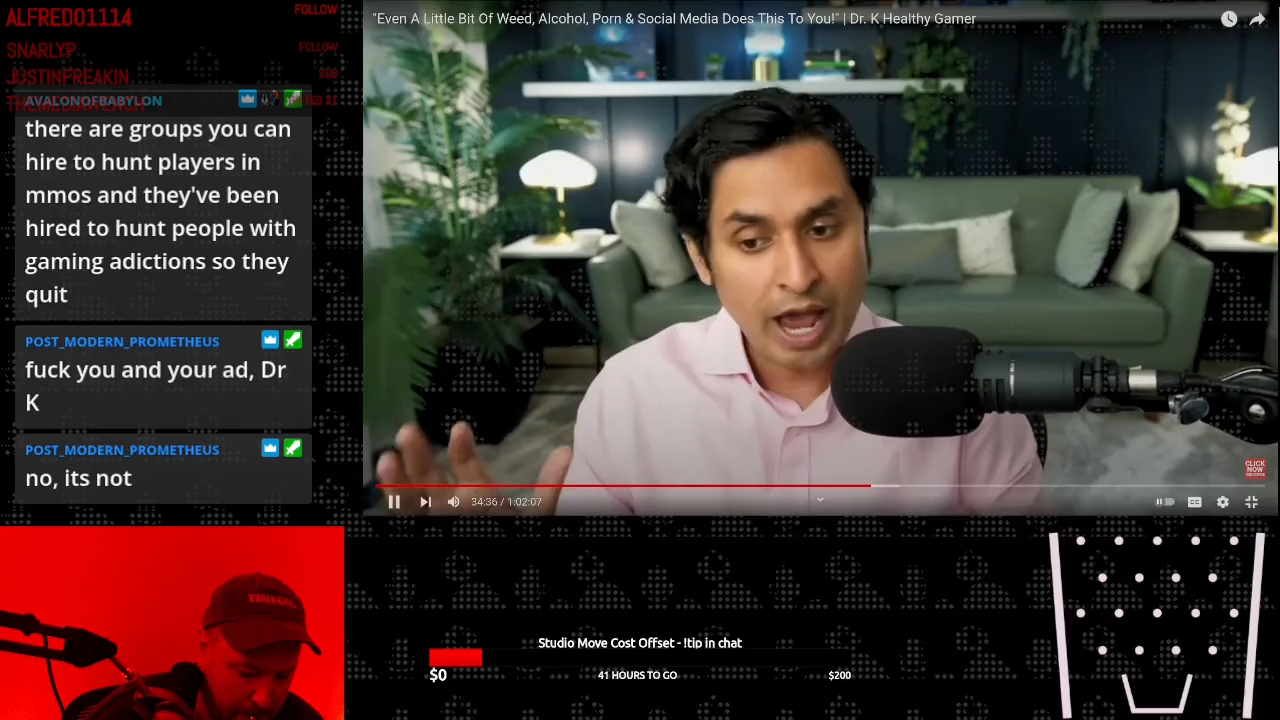 ALFREDO1114
FOLLOW
SNARLYP
FOLLOW
JUSTINFREAKIN
AVALONOFBABYLON
there are groups you can
hire to hunt players in
mmos and they've been
hired to hunt people with
gaming adictions so they
quit
POST_MODERN_PROMETHEUS
fuck you and your ad, Dr
K
POST_MODERN_PROMETHEUS
no, its not
"Even A Little Bit Of Weed, Alcohol, Porn & Social Media Does This To You!" | Dr. K Healthy Gamer
CLICK
NOW
34:36 / 1:02:07
Studio Move Cost Offset - !tip in chat
$0
41 HOURS TO GO
$200